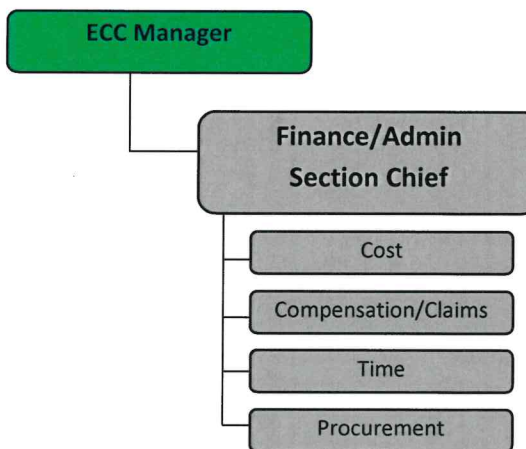 ECC Manager
Finance/Admin
Section Chief
Cost
Compensation/Claims
Time
Procurement